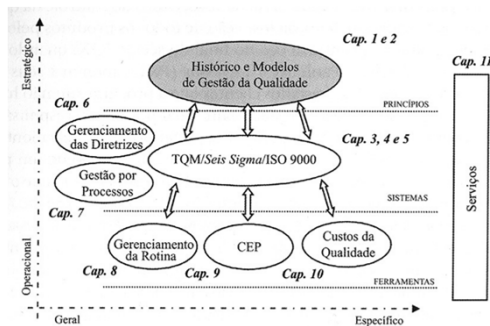 Estratégico
Cap. 1 e 2
Histórico e Modelos
de Gestão da Qualidade
Cap. 11
PRINCÍPIOS
Cap. 6
Gerenciamento
das Diretrizes
Cap. 3, 4 e 5
TQM/Seis Sigma/ISO 9000
Gestão por
Processos
Serviços
SISTEMAS
Cap. 7
Operacional
Gerenciamento
da Rotina
CEP
Custos da
Qualidade
Cap. 8
Cap. 9
Cap. 10
FERRAMENTAS
Geral
Específico